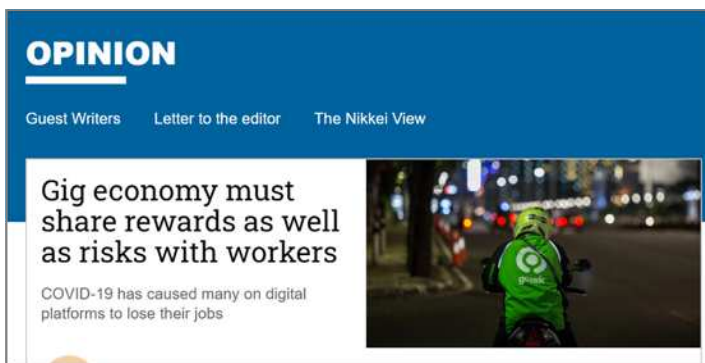 OPINION
Guest Writers Letter to the editor The Nikkei View
Gig economy must
share rewards as well
as risks with workers
COVID-19 has caused many on digital
platforms to lose their jobs
gojek